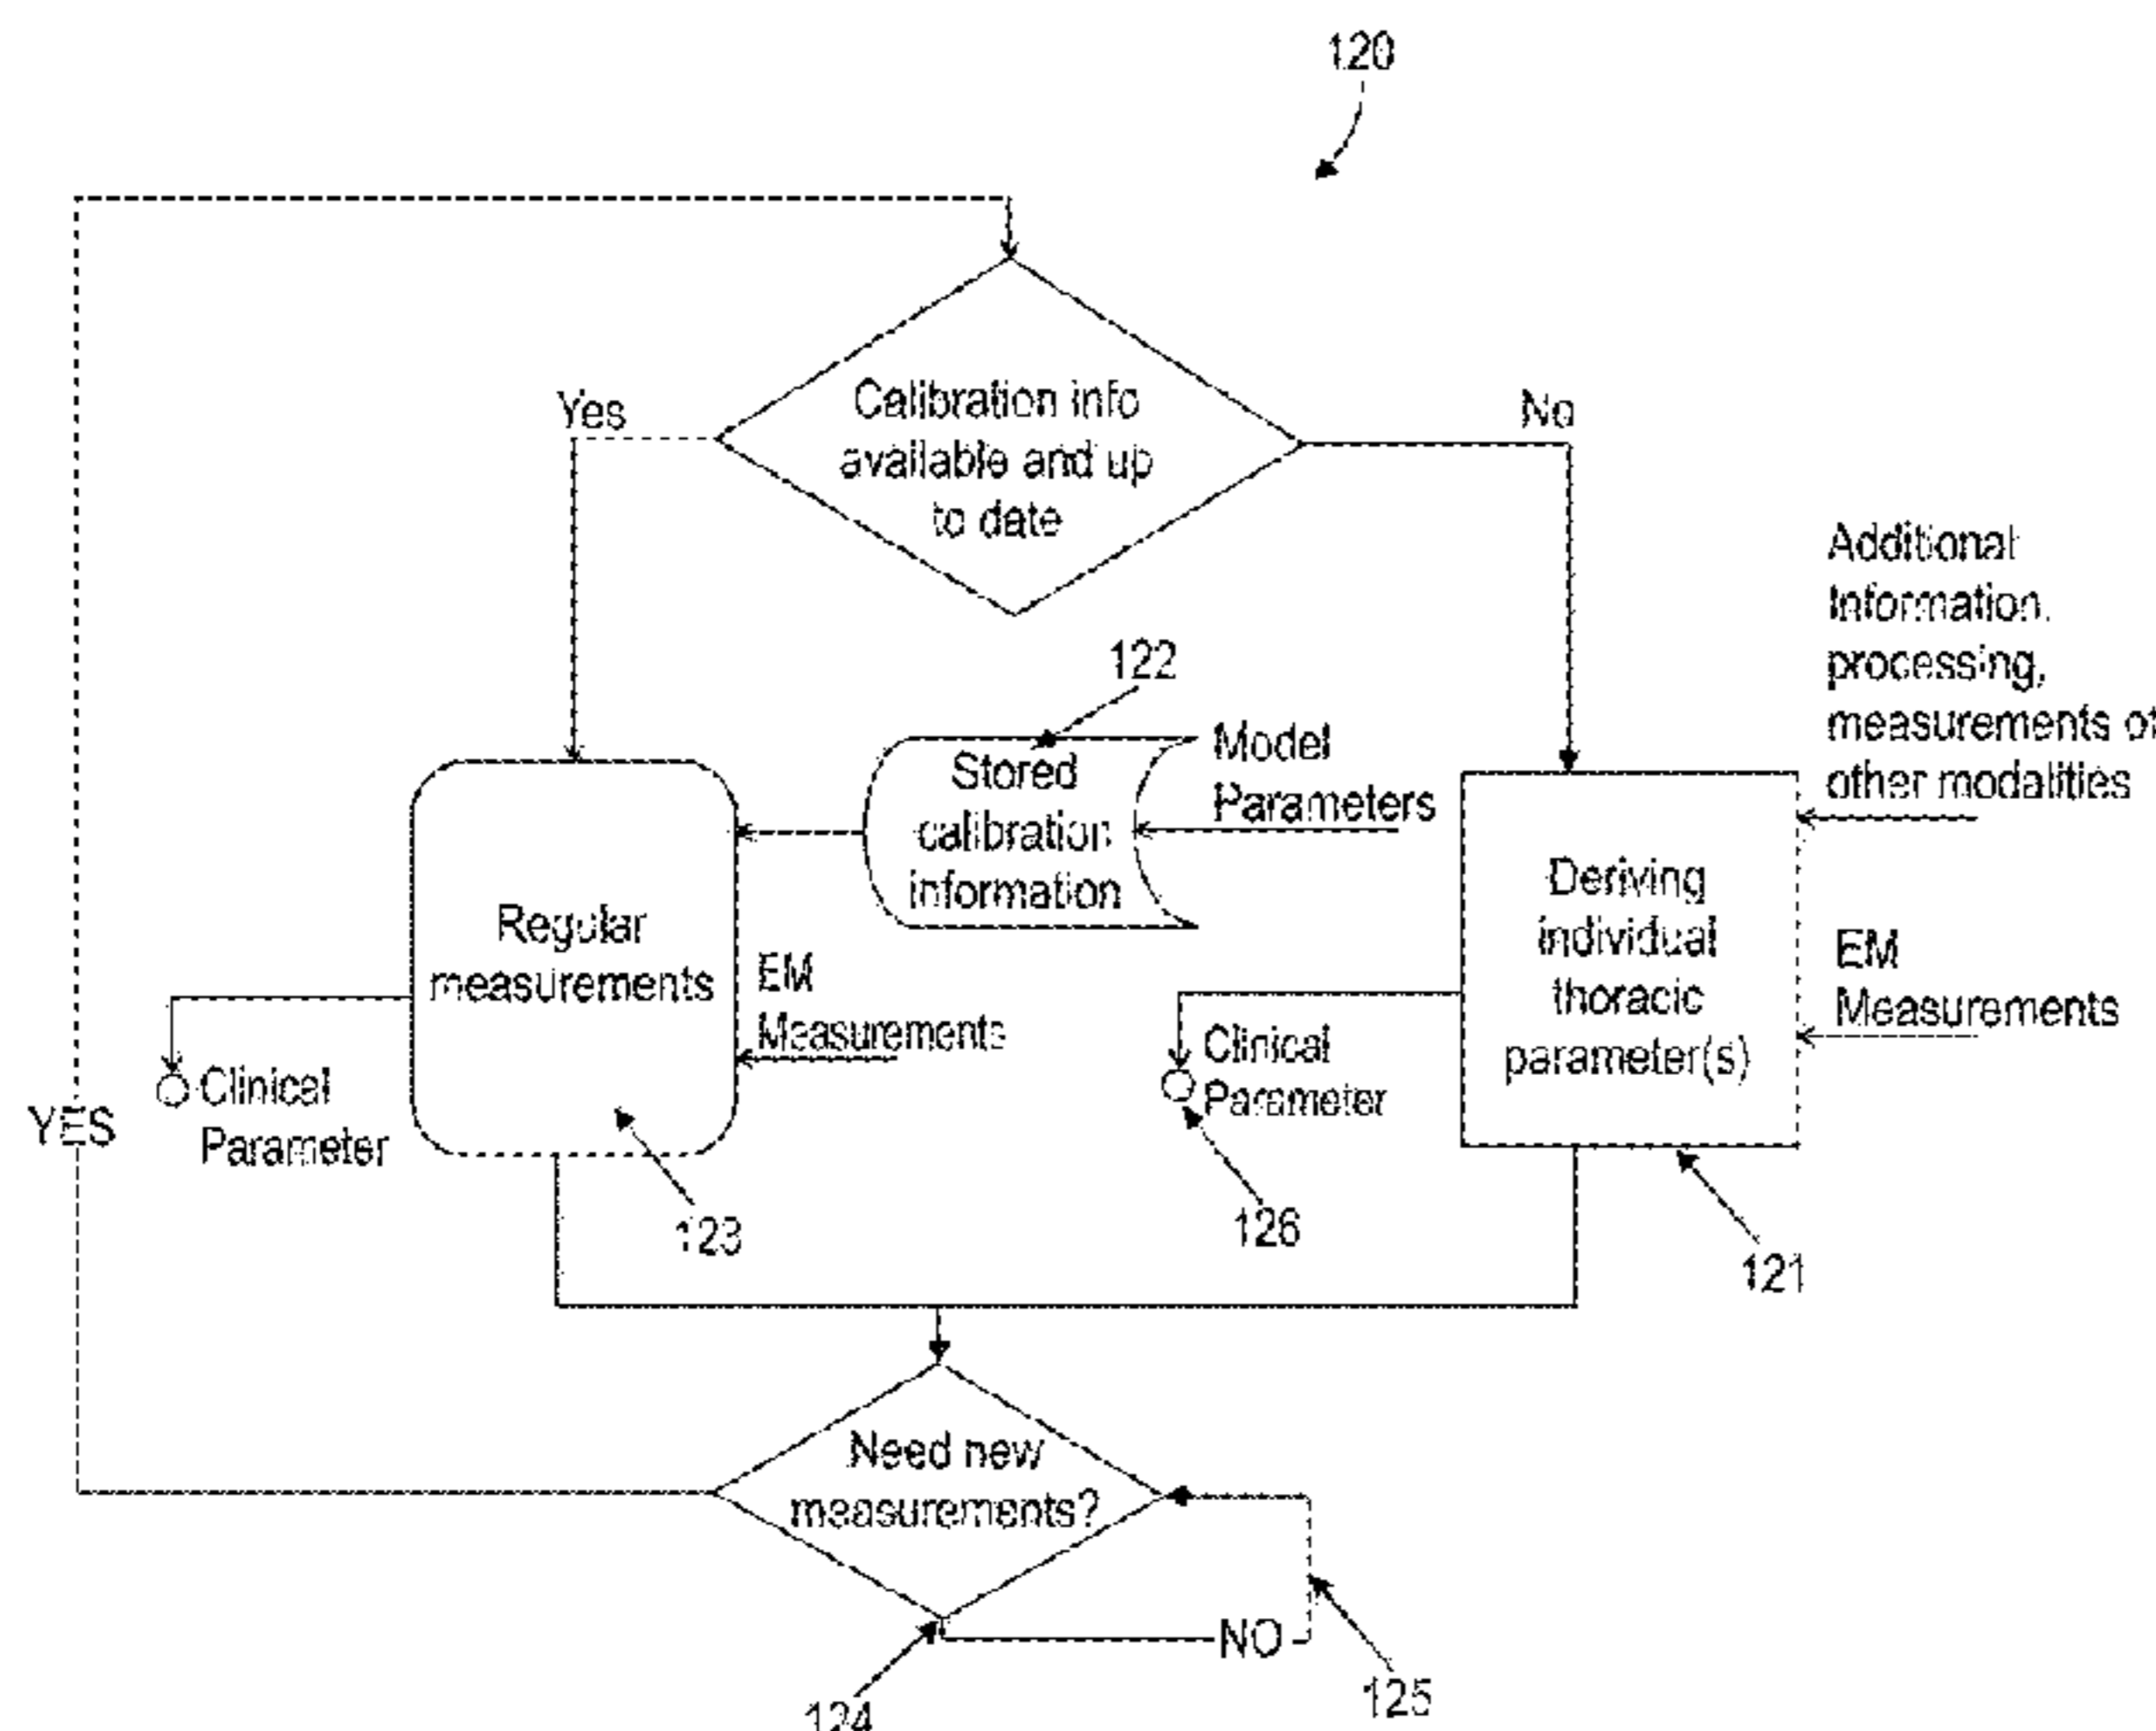 120
Calibration info
available and up
to date
Yes
No
Additional
Information,
processing,
measurements of
other modalities
122
Stored
calibration
information
Model
Parameters
Regular
measurements
EM
Measurements
Deriving
individual
thoracic
parameter(s)
EM
Measurements
Clinical
Parameter
Clinical
Parameter
YES
123
126
121
Need new
measurements?
NO
124
125